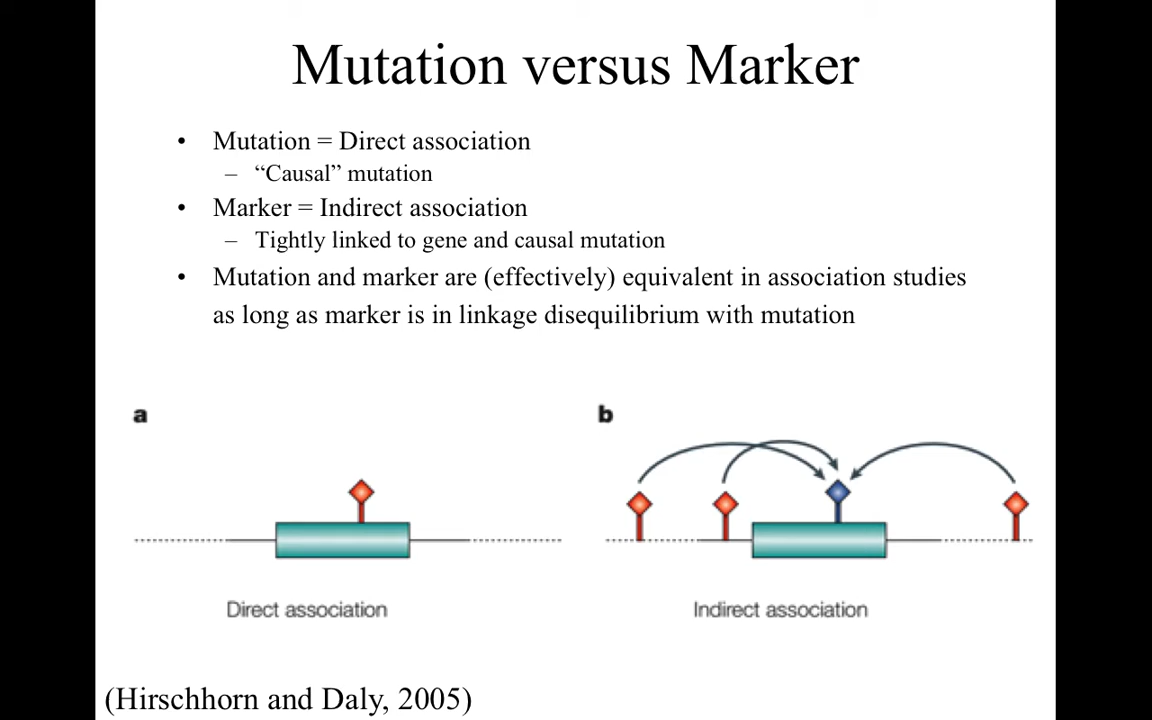 Mutation versus Marker
• Mutation = Direct association
– “Causal” mutation
• Marker = Indirect association
– Tightly linked to gene and causal mutation
• Mutation and marker are (effectively) equivalent in association studies
as long as marker is in linkage disequilibrium with mutation
a
b
Direct association
Indirect association
(Hirschhorn and Daly, 2005)